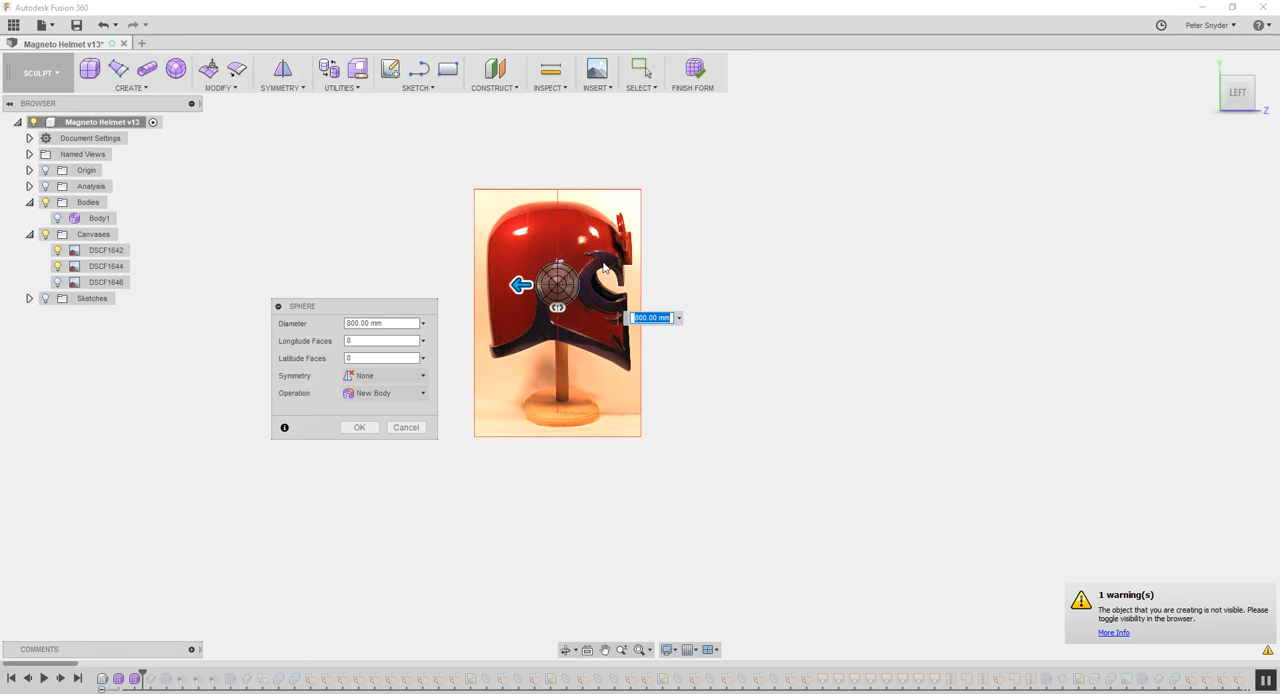 Autodesk Fusion 360
Peter Snyder
Magneto Helmet v13*
SCULPT
CREATE
MODIFY
SYMMETRY
UTILITIES
SKETCH
CONSTRUCT
INSPECT
INSERT
SELECT
FINISH FORM
BROWSER
Magneto Helmet v13
Document Settings
Named Views
Origin
Analysis
Bodies
Body1
Canvases
DSCF1642
DSCF1644
DSCF1646
Sketches
LEFT
Y
Z
SPHERE
Diameter 800.00 mm
Longitude Faces 8
Latitude Faces 8
Symmetry None
Operation New Body
OK Cancel
800.00 mm
1 warning(s)
The object that you are creating is not visible. Please
toggle visibility in the browser.
More Info
COMMENTS